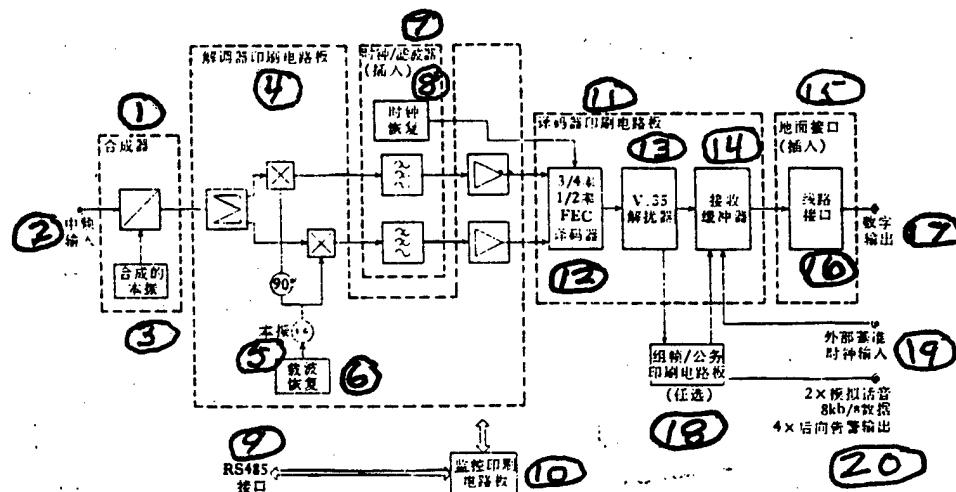 ⑦
解调器印刷电路板
时钟/滤波器
(插入)
④
⑧
①
时钟
恢复
⑪
⑮
合成器
译码器印刷电路板
地面接口
(插入)
⑬
⑭
②
中频
输入
3/4率
1/2率
FEC
译码器
V.35
解扰器
接收
缓冲器
线路
接口
数字
输出
⑰
合成的
本振
90°
⑫
⑯
③
本振
⑤
载波
恢复
⑥
组帧/公务
印刷电路板
(任选)
外部基准
时钟输入
⑲
⑱
2×模拟话音
8kb/s数据
4×后向告警输出
⑨
RS485
接口
监控印刷
电路板
⑩
⑳